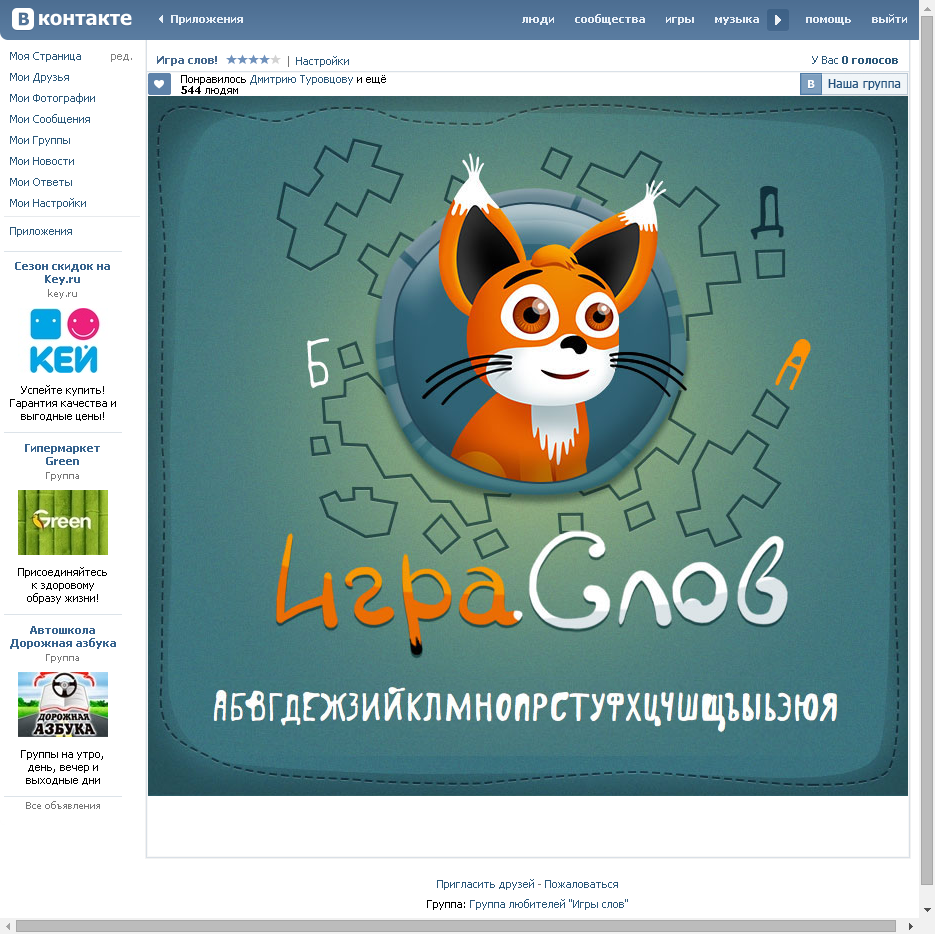 В контакте
Приложения
люди сообщества игры музыка помощь выйти
Моя Страница ред.
Мои Друзья
Мои Фотографии
Мои Сообщения
Мои Группы
Мои Новости
Мои Ответы
Мои Настройки
Приложения
Сезон скидок на
Key.ru
key.ru
КЕЙ
Успейте купить!
Гарантия качества и
выгодные цены!
Гипермаркет
Green
Группа
Green
Присоединяйтесь
к здоровому
образу жизни!
Автошкола
Дорожная азбука
Группа
ДОРОЖНАЯ
АЗБУКА
Группы на утро,
день, вечер и
выходные дни
Все объявления
Игра слов! | Настройки
У Вас 0 голосов
Понравилось Дмитрию Туровцову и ещё
544 людям
В Наша группа
Д
Б
А
Игра.Слов
АБВГДЕЖЗИЙКЛМНОПРСТУФХЦЧШЩЪЫЬЭЮЯ
Пригласить друзей - Пожаловаться
Группа: Группа любителей "Игры слов"